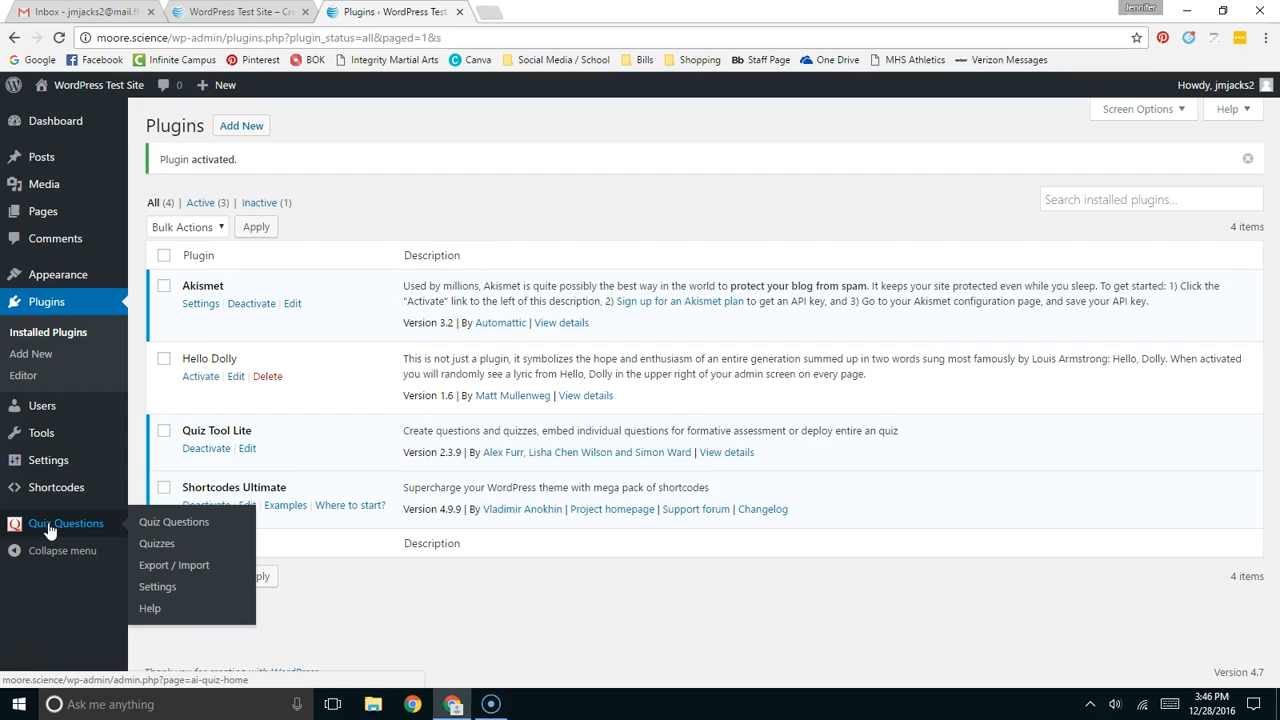 Inbox - jmjacks2@mail.f
WordPress Test Site – Cre
Plugins ‹ WordPress Test
Jennifer
moore.science/wp-admin/plugins.php?plugin_status=all&paged=1&s
Google
Facebook
Infinite Campus
Pinterest
BOK
Integrity Martial Arts
Canva
Social Media / School
Bills
Shopping
Bb Staff Page
One Drive
MHS Athletics
Verizon Messages
WordPress Test Site
0
New
Howdy, jmjacks2
Dashboard
Posts
Media
Pages
Comments
Appearance
Plugins
Installed Plugins
Add New
Editor
Users
Tools
Settings
Shortcodes
Quiz Questions
Collapse menu
Quiz Questions
Quizzes
Export / Import
Settings
Help
Screen Options
Help
Plugins Add New
Plugin activated.
All (4) | Active (3) | Inactive (1)
Search installed plugins...
Bulk Actions
Apply
4 items
Plugin
Description
Akismet
Settings | Deactivate | Edit
Used by millions, Akismet is quite possibly the best way in the world to protect your blog from spam. It keeps your site protected even while you sleep. To get started: 1) Click the
"Activate" link to the left of this description, 2) Sign up for an Akismet plan to get an API key, and 3) Go to your Akismet configuration page, and save your API key.
Version 3.2 | By Automattic | View details
Hello Dolly
Activate | Edit | Delete
This is not just a plugin, it symbolizes the hope and enthusiasm of an entire generation summed up in two words sung most famously by Louis Armstrong: Hello, Dolly. When activated
you will randomly see a lyric from Hello, Dolly in the upper right of your admin screen on every page.
Version 1.6 | By Matt Mullenweg | View details
Quiz Tool Lite
Deactivate | Edit
Create questions and quizzes, embed individual questions for formative assessment or deploy entire an quiz
Version 2.3.9 | By Alex Furr, Lisha Chen Wilson and Simon Ward | View details
Shortcodes Ultimate
Deactivate | Edit | Examples | Where to start?
Supercharge your WordPress theme with mega pack of shortcodes
Version 4.9.9 | By Vladimir Anokhin | Project homepage | Support forum | Changelog
Description
ply
4 items
Thank you for creating with WordPress
Version 4.7
moore.science/wp-admin/admin.php?page=ai-quiz-home
Ask me anything
3:46 PM
12/28/2016